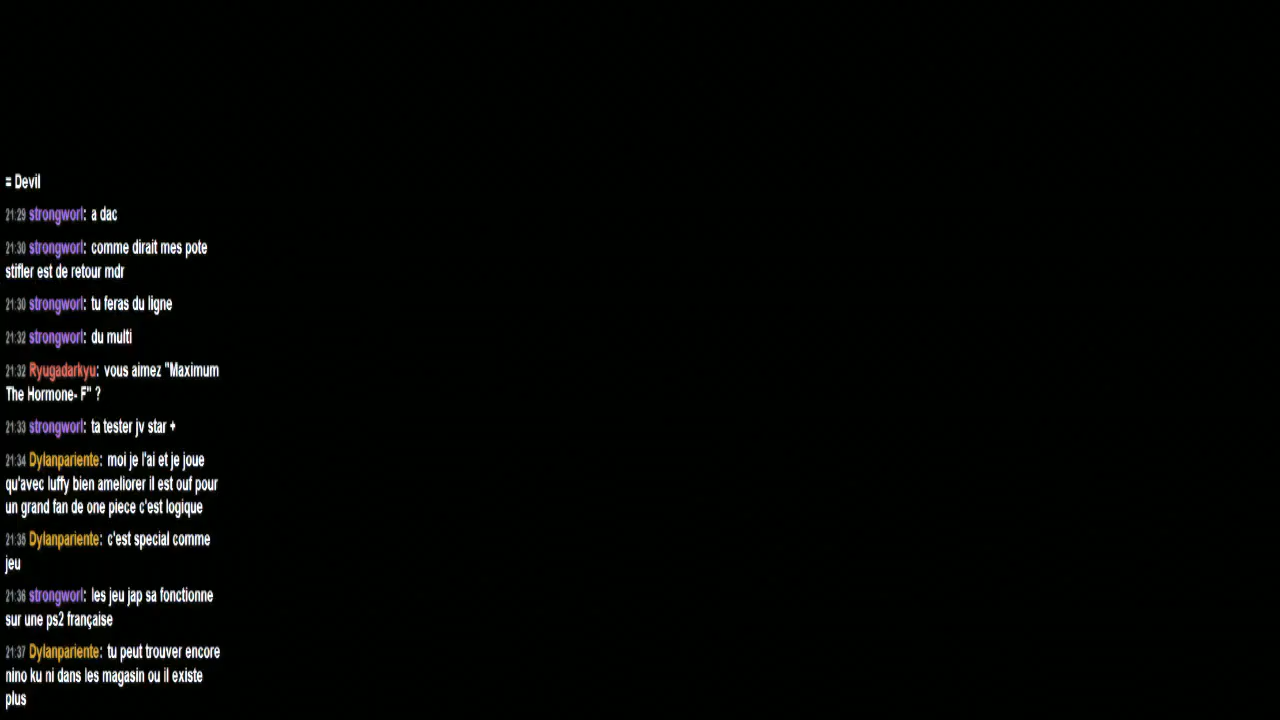 = Devil
21:29 strongworl: a dac
21:30 strongworl: comme dirait mes pote
stifler est de retour mdr
21:30 strongworl: tu feras du ligne
21:32 strongworl: du multi
21:32 Ryugadarkyu: vous aimez "Maximum
The Hormone- F" ?
21:33 strongworl: ta tester jv star +
21:34 Dylanpariente: moi je l'ai et je joue
qu'avec luffy bien ameliorer il est ouf pour
un grand fan de one piece c'est logique
21:35 Dylanpariente: c'est special comme
jeu
21:36 strongworl: les jeu jap sa fonctionne
sur une ps2 française
21:37 Dylanpariente: tu peut trouver encore
nino ku ni dans les magasin ou il existe
plus